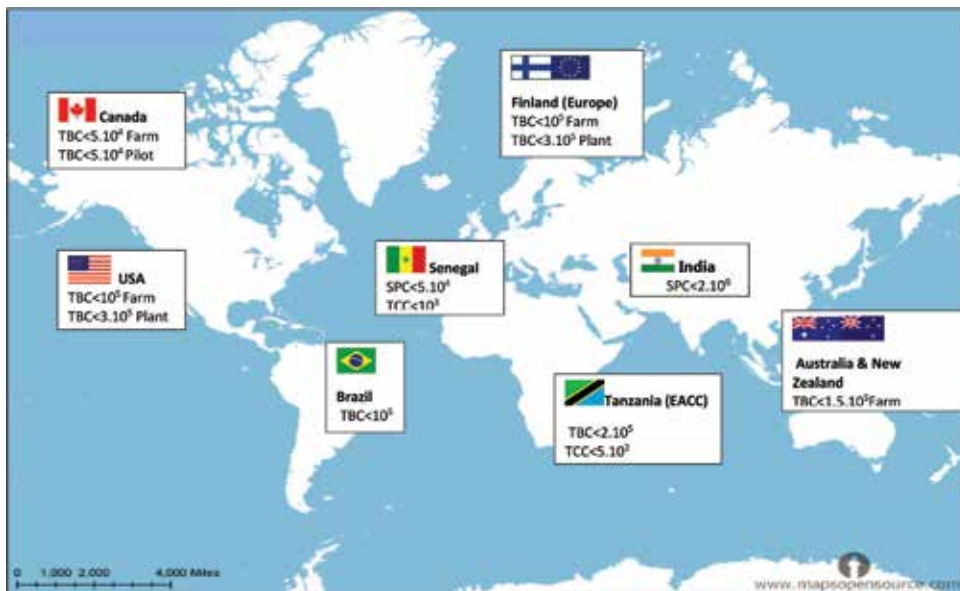 Canada
TBC<5.10⁴ Farm
TBC<5.10⁴ Pilot
Finland (Europe)
TBC<10⁵ Farm
TBC<3.10⁵ Plant
USA
TBC<10⁵ Farm
TBC<3.10⁵ Plant
Senegal
SPC<5.10⁴
TCC<10³
India
SPC<2.10⁶
Brazil
TBC<10⁵
Tanzania (EACC)
TBC<2.10⁵
TCC<5.10³
Australia & New
Zealand
TBC<1.5.10⁵Farm
0 1,000 2,000 4,000 Miles
www.mapsopensource.com